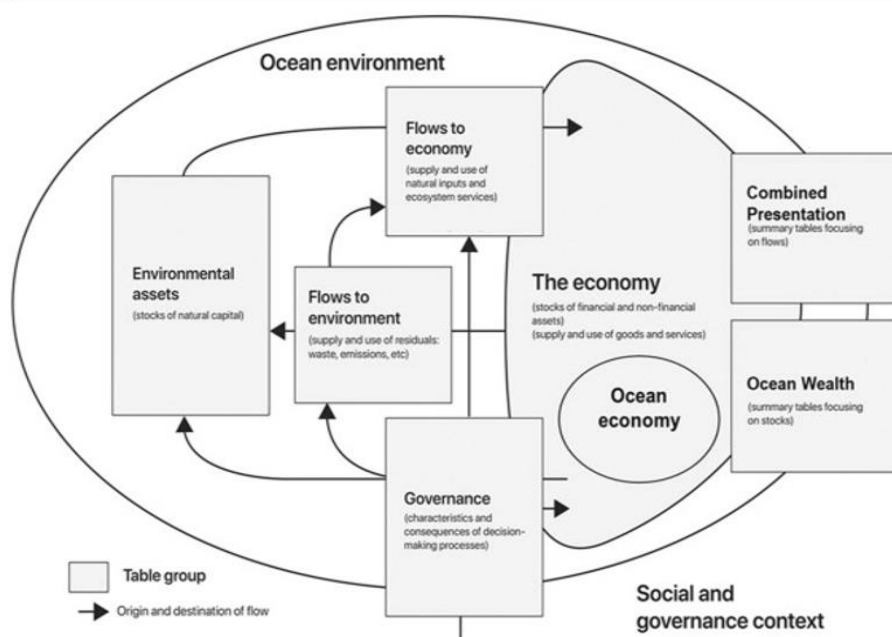 Ocean environment
Flows to
economy
(supply and use of
natural inputs and
ecosystem services)
Environmental
assets
(stocks of natural capital)
Flows to
environment
(supply and use of residuals:
waste, emissions, etc)
The economy
(stocks of financial and non-financial
assets)
(supply and use of goods and services)
Ocean
economy
Combined
Presentation
(summary tables focusing
on flows)
Ocean Wealth
(summary tables focusing
on stocks)
Governance
(characteristics and
consequences of decision-
making processes)
Table group
Origin and destination of flow
Social and
governance context